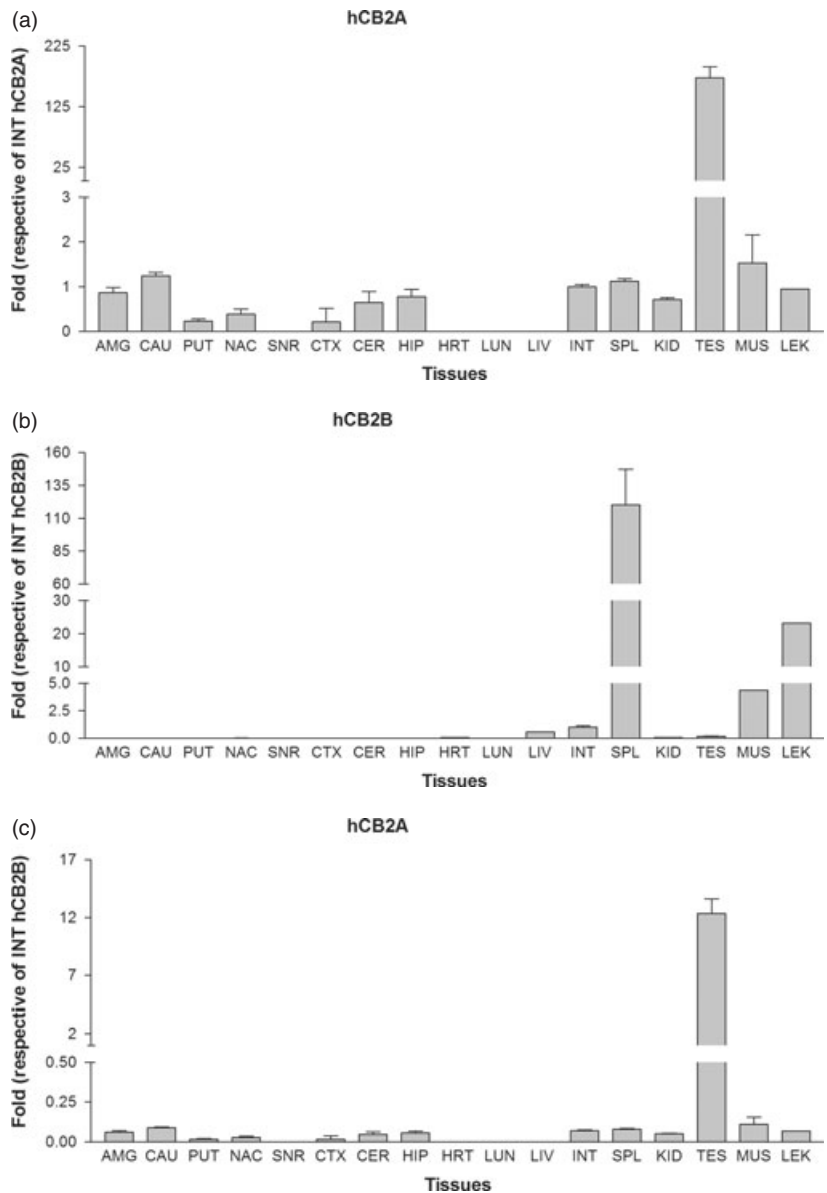 (a)
hCB2A
Fold (respective of INT hCB2A)
225
125
25
3
2
1
0
AMG CAU PUT NAC SNR CTX CER HIP HRT LUN LIV INT SPL KID TES MUS LEK
Tissues
(b)
hCB2B
Fold (respective of INT hCB2B)
160
135
110
85
60
30
20
10
5.0
2.5
0.0
AMG CAU PUT NAC SNR CTX CER HIP HRT LUN LIV INT SPL KID TES MUS LEK
Tissues
(c)
hCB2A
Fold (respective of INT hCB2B)
17
12
7
2
0.50
0.25
0.00
AMG CAU PUT NAC SNR CTX CER HIP HRT LUN LIV INT SPL KID TES MUS LEK
Tissues